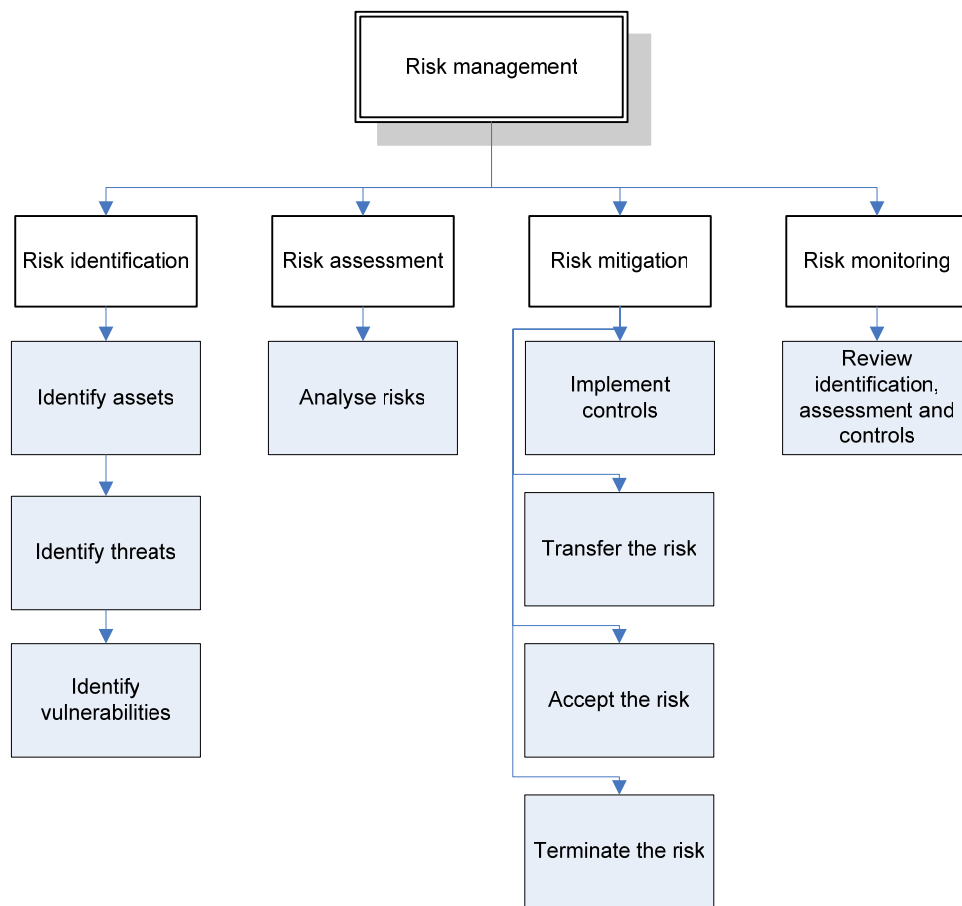 Risk management
Risk identification
Risk assessment
Risk mitigation
Risk monitoring
Identify assets
Analyse risks
Implement
controls
Review
identification,
assessment and
controls
Identify threats
Transfer the risk
Identify
vulnerabilities
Accept the risk
Terminate the risk